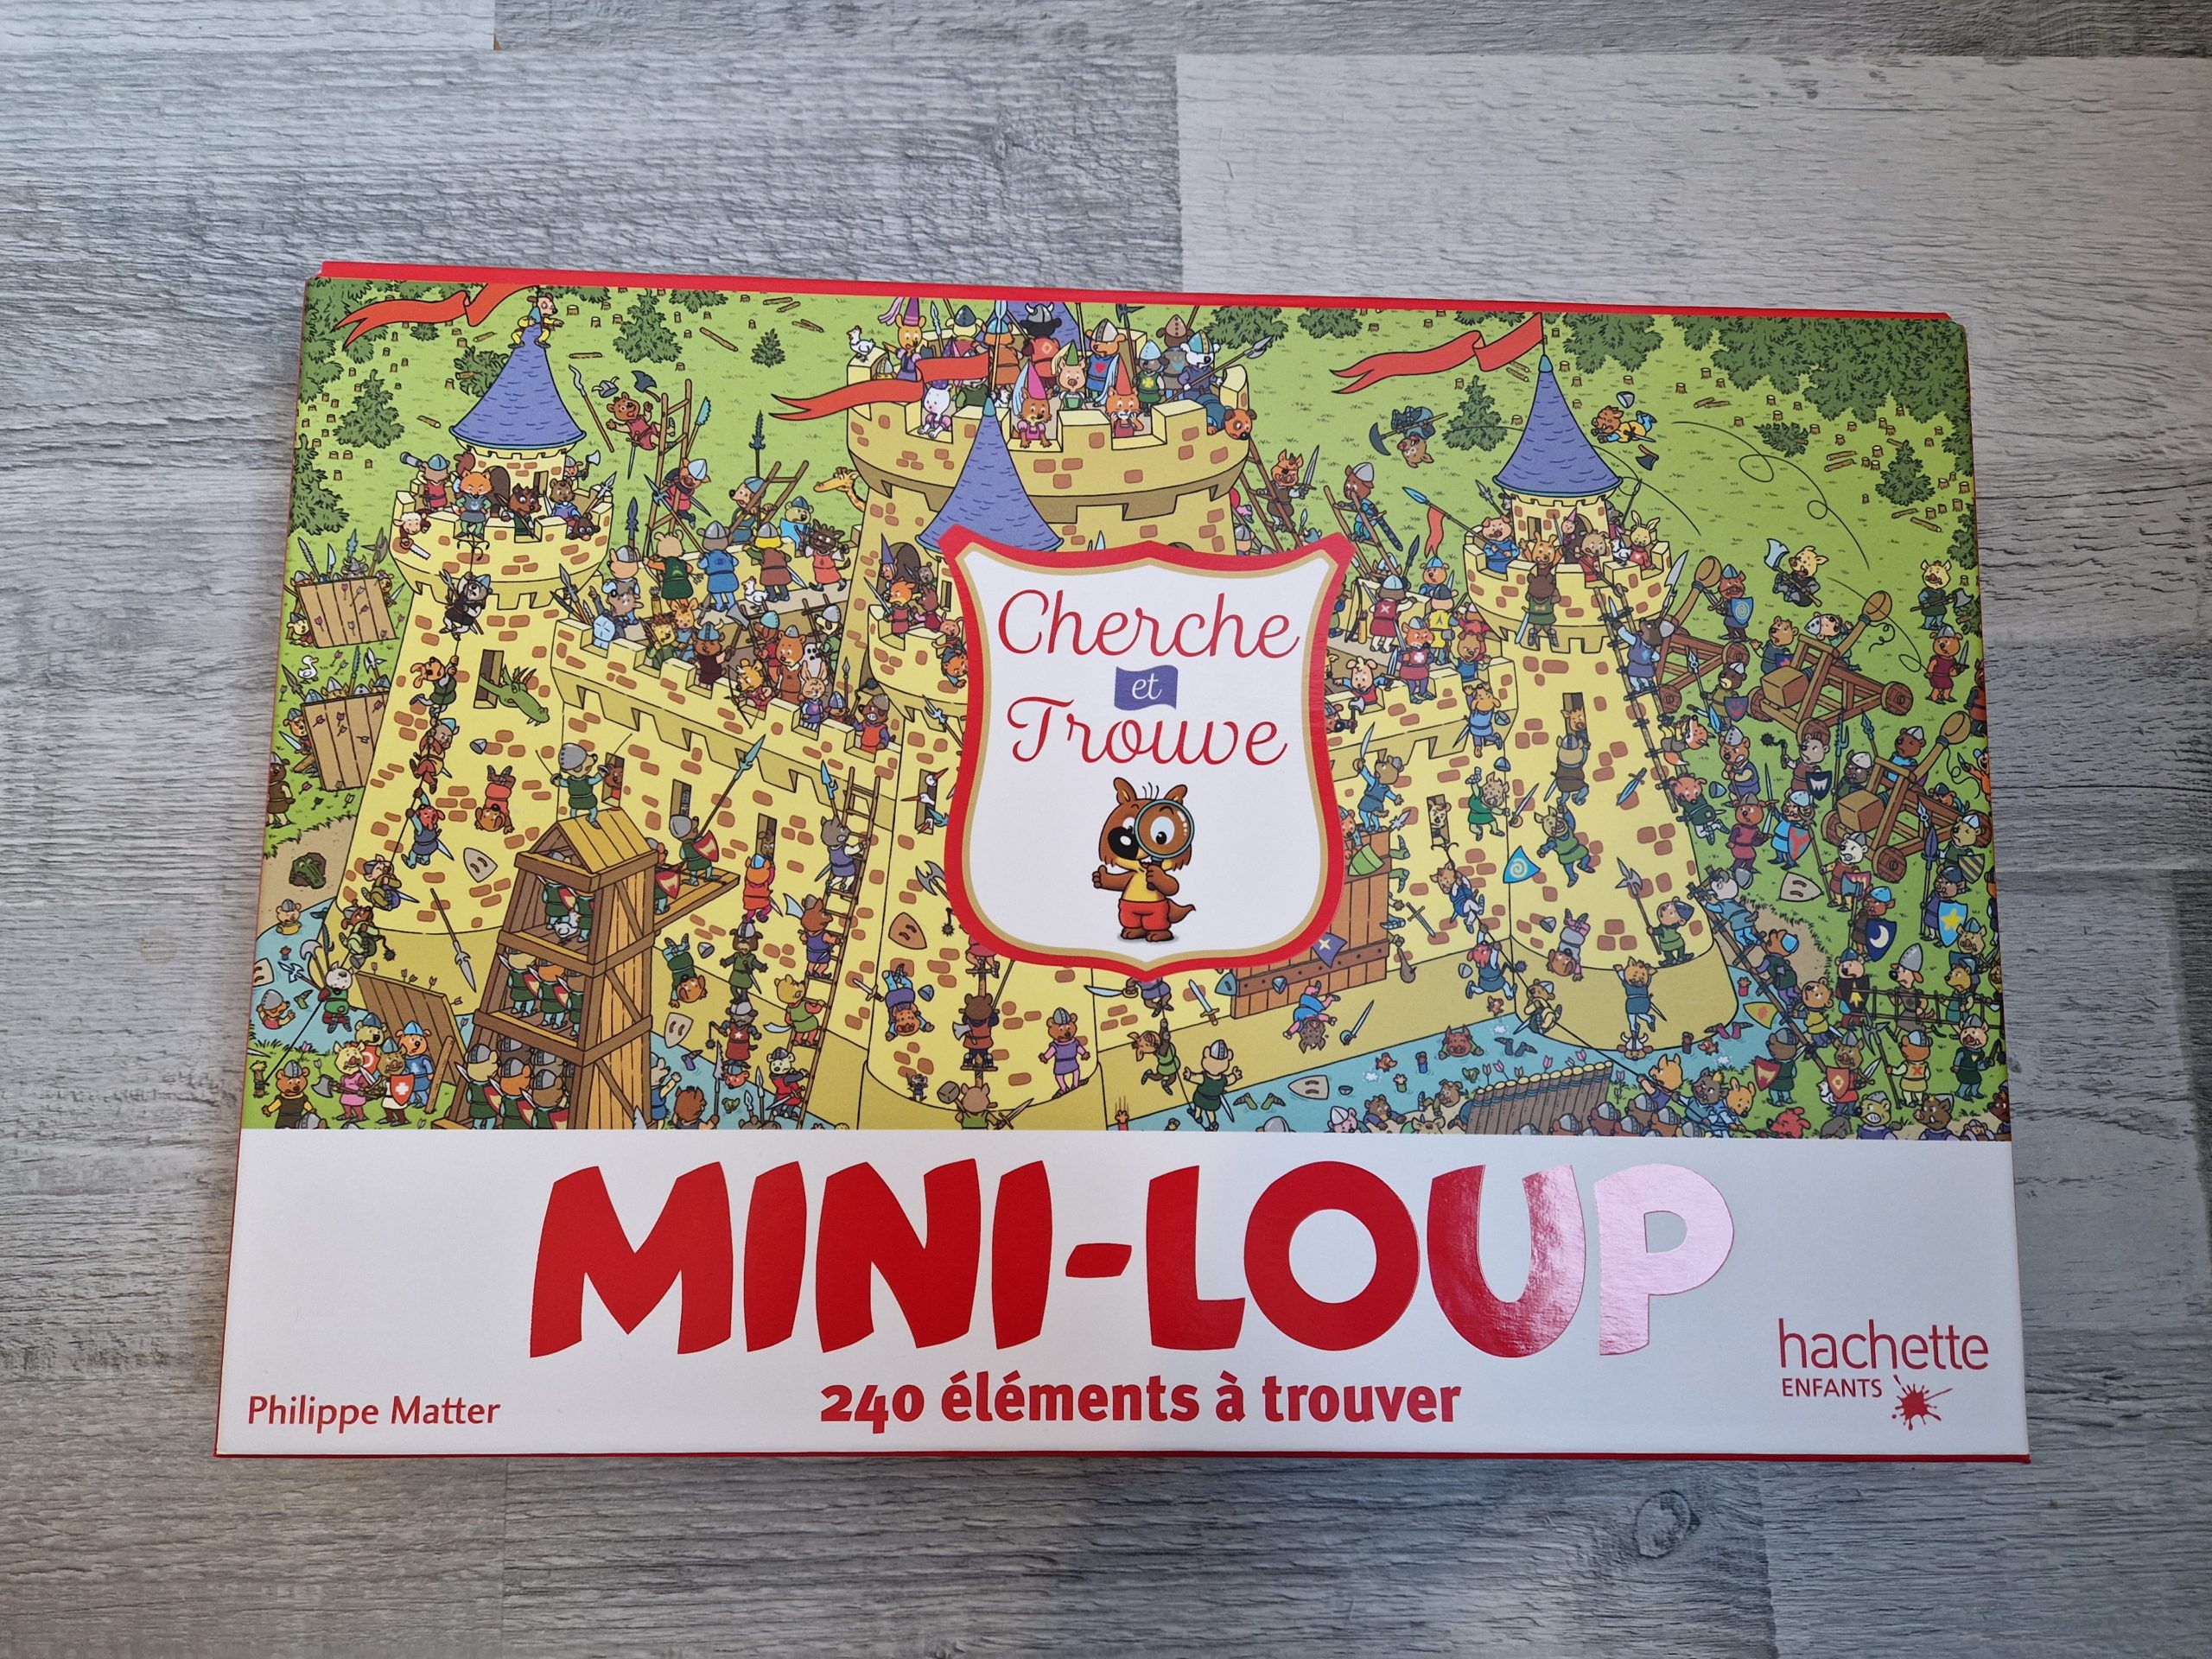 Cherche
et
Trouve
MINI-LOUP
240 éléments à trouver
Philippe Matter
hachette
ENFANTS